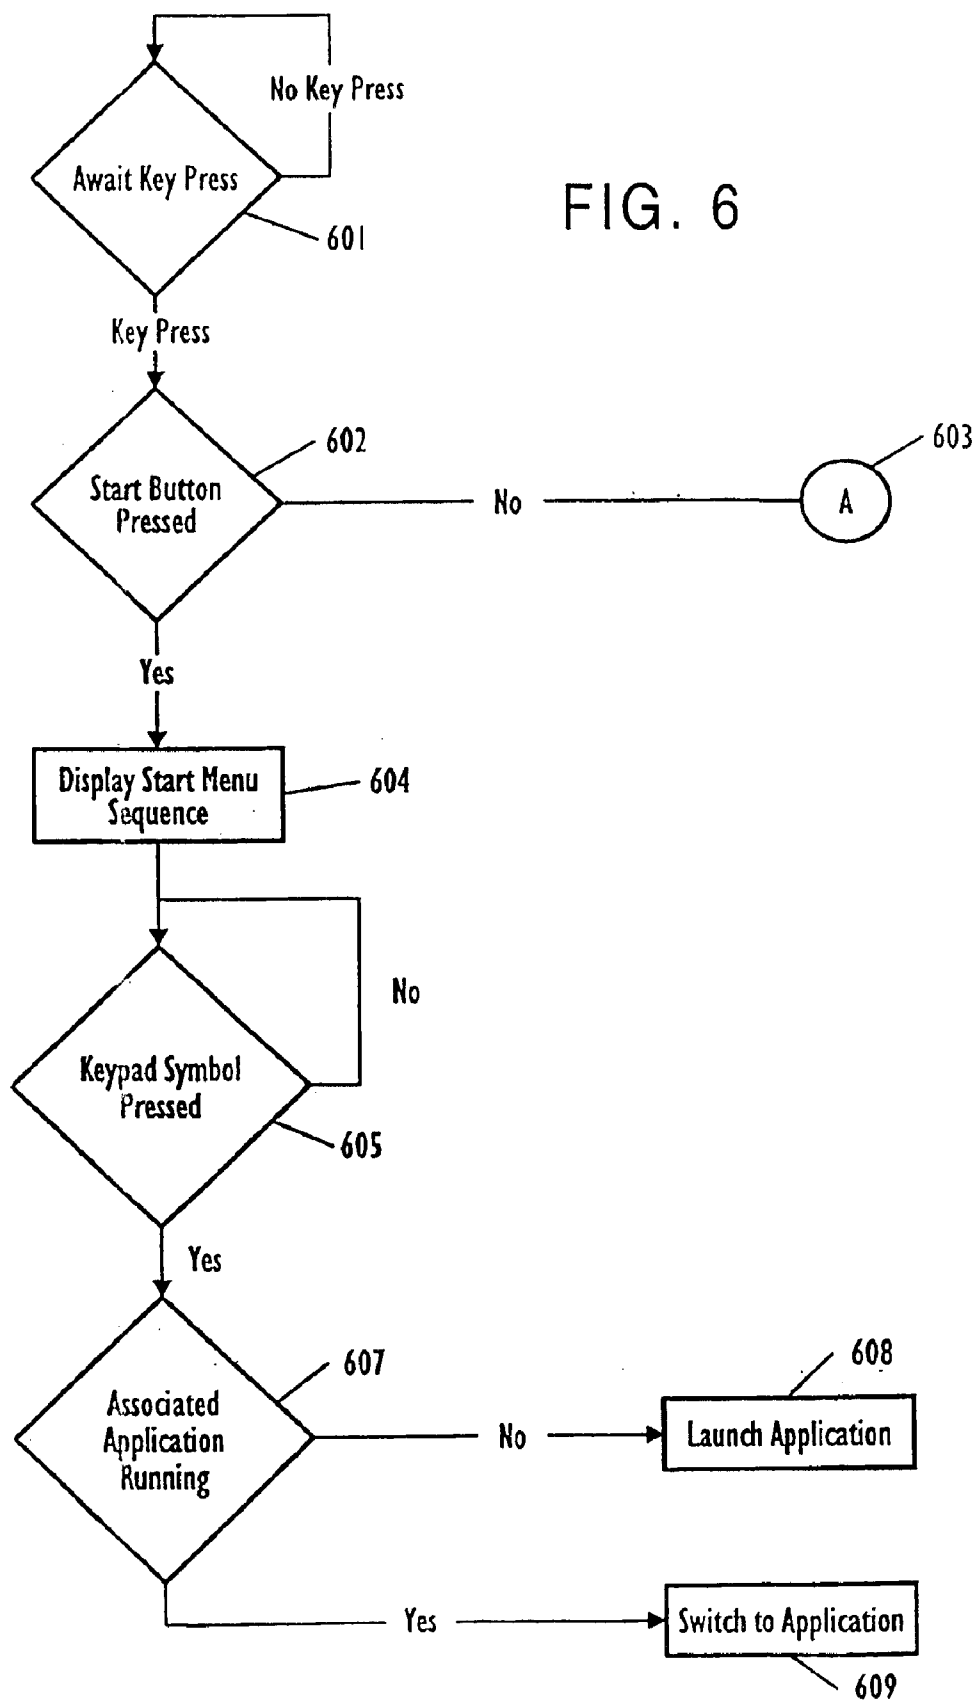 No Key Press
Await Key Press
FIG. 6
601
Key Press
602
603
Start Button
Pressed
No
A
Yes
Display Start Menu
Sequence
604
No
Keypad Symbol
Pressed
605
Yes
607
608
Associated
Application
Running
No
Launch Application
Yes
Switch to Application
609